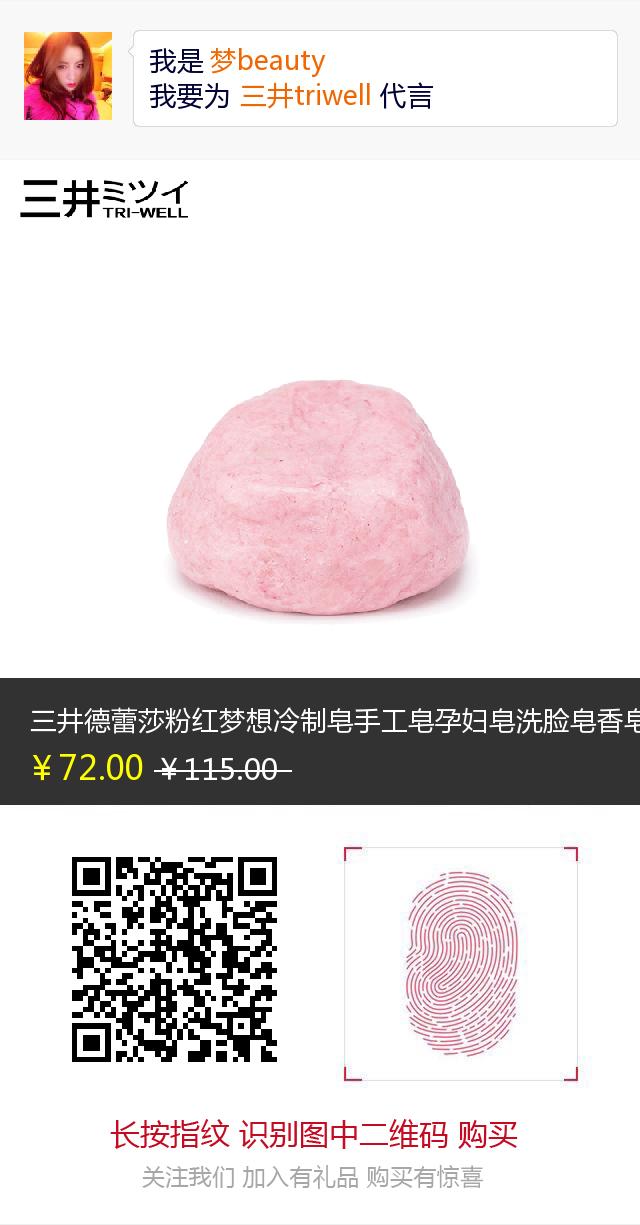 我是 梦beauty
我要为 三井triwell 代言
三井ミツイ
TRI-WELL
三井德蕾莎粉红梦想冷制皂手工皂孕妇皂洗脸皂香皂
￥72.00 ￥115.00
长按指纹 识别图中二维码 购买
关注我们 加入有礼品 购买有惊喜